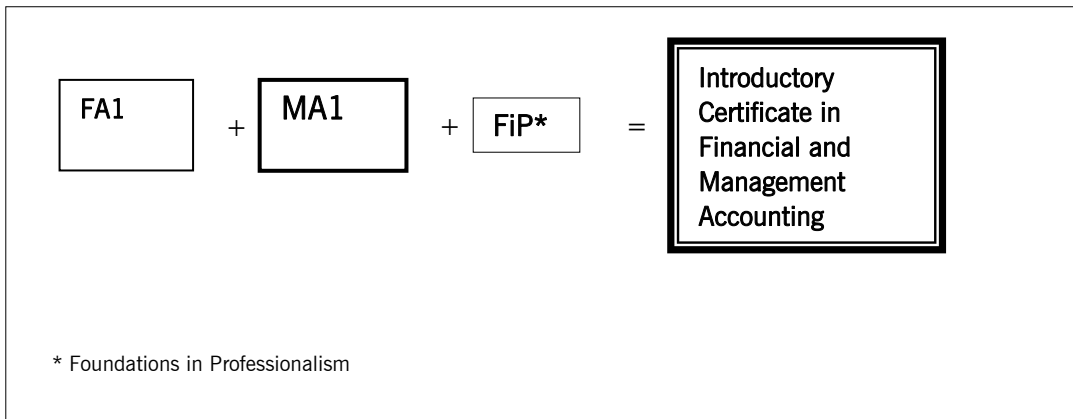 FA1 + MA1 + FiP* = Introductory
Certificate in
Financial and
Management
Accounting
* Foundations in Professionalism